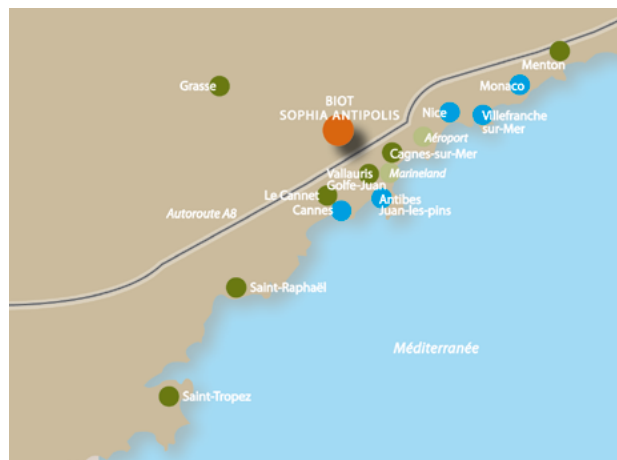 Menton
Grasse
Monaco
BIOT
SOPHIA ANTIPOLIS
Nice
Villefranche
sur-Mer
Aéroport
Cagnes-sur-Mer
Vallauris
Golfe-Juan
Marineland
Le Cannet
Cannes
Antibes
Juan-les-pins
Autoroute A8
Saint-Raphaël
Méditerranée
Saint-Tropez